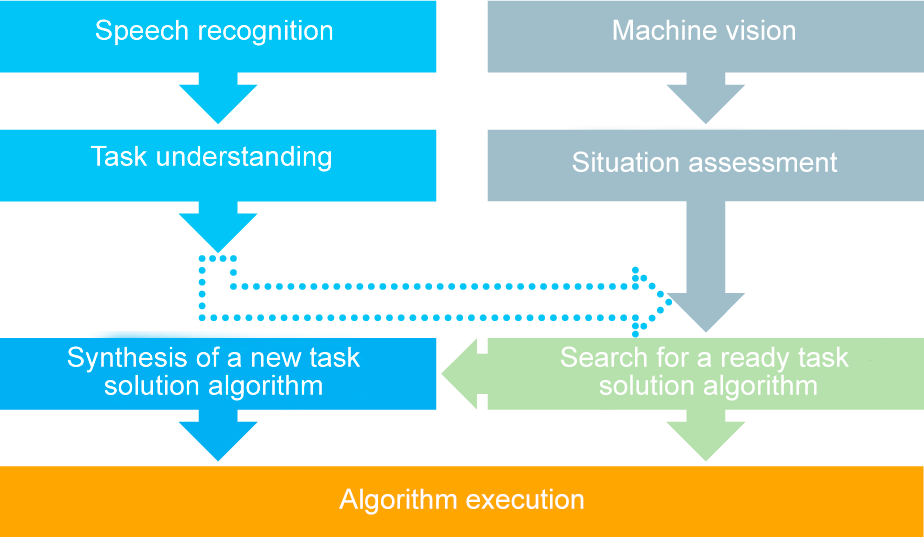 Speech recognition
Machine vision
Task understanding
Situation assessment
Synthesis of a new task
solution algorithm
Search for a ready task
solution algorithm
Algorithm execution